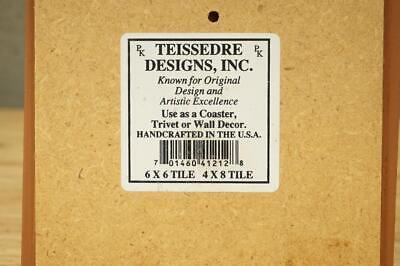 PK TEISSEDRE PK
DESIGNS, INC.
Known for Original
Design and
Artistic Excellence
Use as a Coaster,
Trivet or Wall Decor.
HANDCRAFTED IN THE U.S.A.
7 01460 41212 8
6 X 6 TILE 4 X 8 TILE